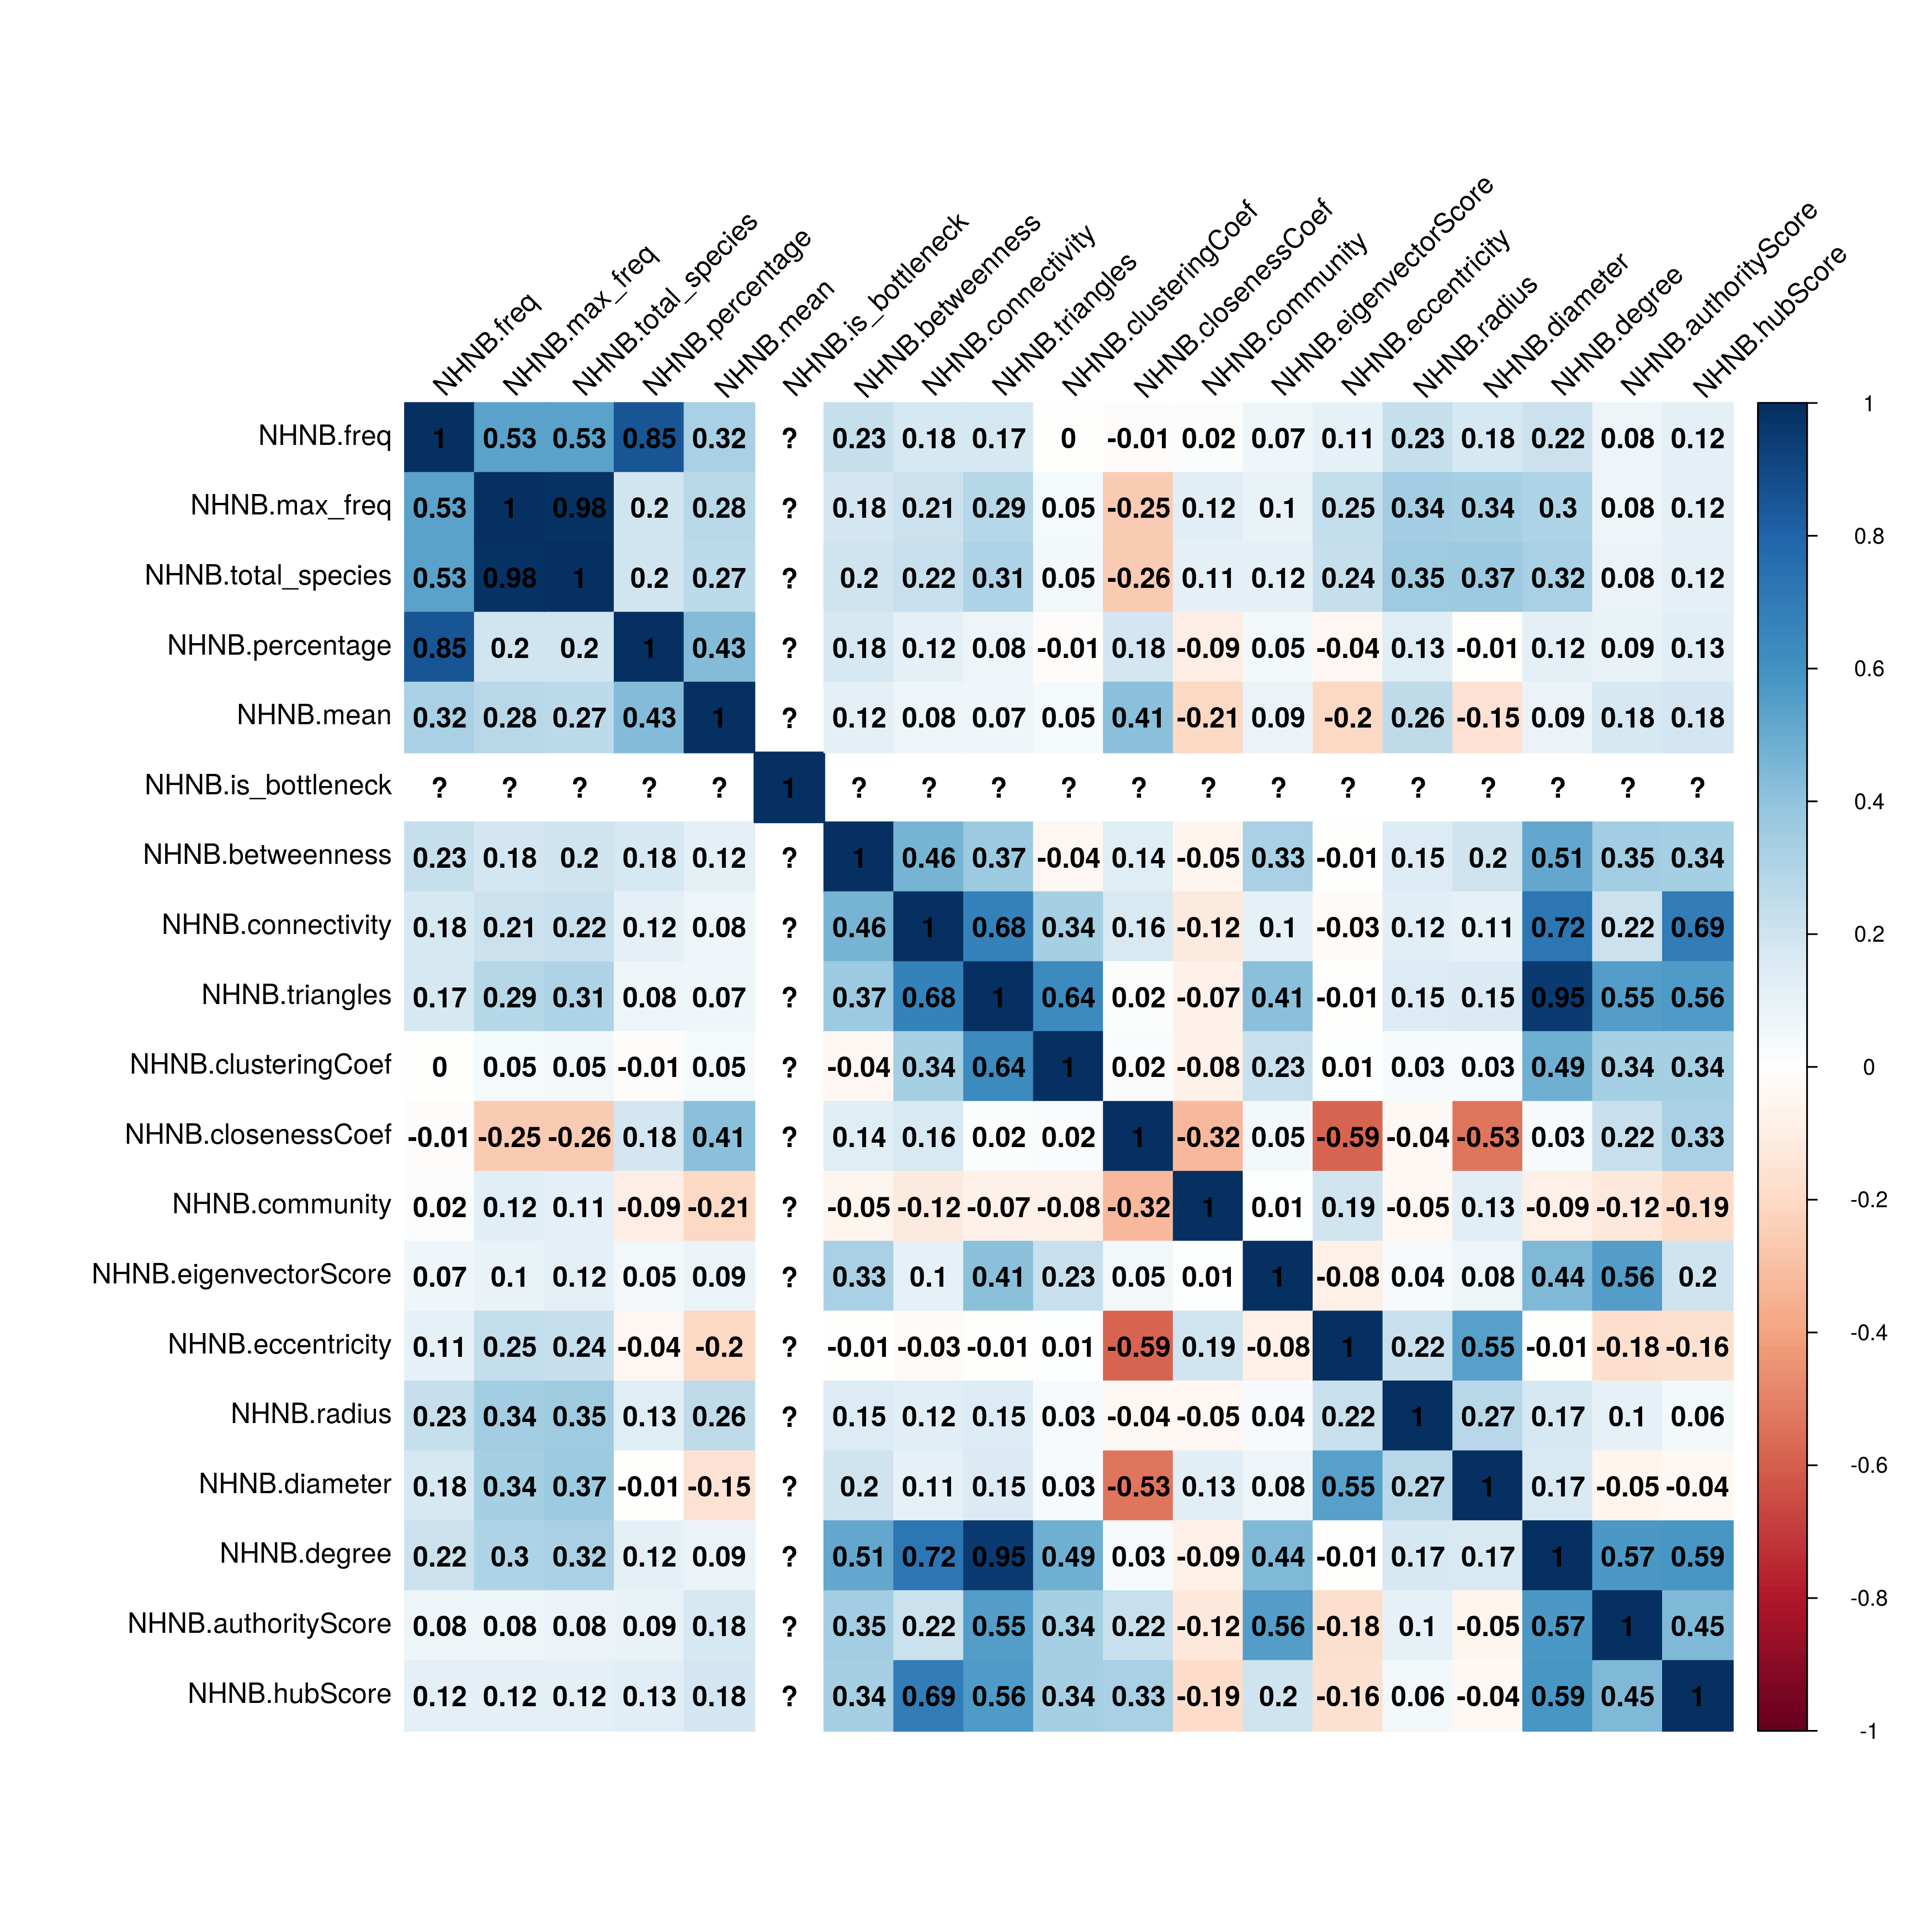 NHNB.freq
NHNB.max_freq
NHNB.total_species
NHNB.percentage
NHNB.mean
NHNB.is_bottleneck
NHNB.betweenness
NHNB.connectivity
NHNB.triangles
NHNB.clusteringCoef
NHNB.closenessCoef
NHNB.community
NHNB.eigenvectorScore
NHNB.eccentricity
NHNB.radius
NHNB.diameter
NHNB.degree
NHNB.authorityScore
NHNB.hubScore
NHNB.freq 1 0.53 0.53 0.85 0.32 ? 0.23 0.18 0.17 0 -0.01 0.02 0.07 0.11 0.23 0.18 0.22 0.08 0.12
NHNB.max_freq 0.53 1 0.98 0.2 0.28 ? 0.18 0.21 0.29 0.05 -0.25 0.12 0.1 0.25 0.34 0.34 0.3 0.08 0.12
NHNB.total_species 0.53 0.98 1 0.2 0.27 ? 0.2 0.22 0.31 0.05 -0.26 0.11 0.12 0.24 0.35 0.37 0.32 0.08 0.12
NHNB.percentage 0.85 0.2 0.2 1 0.43 ? 0.18 0.12 0.08 -0.01 0.18 -0.09 0.05 -0.04 0.13 -0.01 0.12 0.09 0.13
NHNB.mean 0.32 0.28 0.27 0.43 1 ? 0.12 0.08 0.07 0.05 0.41 -0.21 0.09 -0.2 0.26 -0.15 0.09 0.18 0.18
NHNB.is_bottleneck ? ? ? ? ? 1 ? ? ? ? ? ? ? ? ? ? ? ? ?
NHNB.betweenness 0.23 0.18 0.2 0.18 0.12 ? 1 0.46 0.37 -0.04 0.14 -0.05 0.33 -0.01 0.15 0.2 0.51 0.35 0.34
NHNB.connectivity 0.18 0.21 0.22 0.12 0.08 ? 0.46 1 0.68 0.34 0.16 -0.12 0.1 -0.03 0.12 0.11 0.72 0.22 0.69
NHNB.triangles 0.17 0.29 0.31 0.08 0.07 ? 0.37 0.68 1 0.64 0.02 -0.07 0.41 -0.01 0.15 0.15 0.95 0.55 0.56
NHNB.clusteringCoef 0 0.05 0.05 -0.01 0.05 ? -0.04 0.34 0.64 1 0.02 -0.08 0.23 0.01 0.03 0.03 0.49 0.34 0.34
NHNB.closenessCoef -0.01 -0.25 -0.26 0.18 0.41 ? 0.14 0.16 0.02 0.02 1 -0.32 0.05 -0.59 -0.04 -0.53 0.03 0.22 0.33
NHNB.community 0.02 0.12 0.11 -0.09 -0.21 ? -0.05 -0.12 -0.07 -0.08 -0.32 1 0.01 0.19 -0.05 0.13 -0.09 -0.12 -0.19
NHNB.eigenvectorScore 0.07 0.1 0.12 0.05 0.09 ? 0.33 0.1 0.41 0.23 0.05 0.01 1 -0.08 0.04 0.08 0.44 0.56 0.2
NHNB.eccentricity 0.11 0.25 0.24 -0.04 -0.2 ? -0.01 -0.03 -0.01 0.01 -0.59 0.19 -0.08 1 0.22 0.55 -0.01 -0.18 -0.16
NHNB.radius 0.23 0.34 0.35 0.13 0.26 ? 0.15 0.12 0.15 0.03 -0.04 -0.05 0.04 0.22 1 0.27 0.17 0.1 0.06
NHNB.diameter 0.18 0.34 0.37 -0.01 -0.15 ? 0.2 0.11 0.15 0.03 -0.53 0.13 0.08 0.55 0.27 1 0.17 -0.05 -0.04
NHNB.degree 0.22 0.3 0.32 0.12 0.09 ? 0.51 0.72 0.95 0.49 0.03 -0.09 0.44 -0.01 0.17 0.17 1 0.57 0.59
NHNB.authorityScore 0.08 0.08 0.08 0.09 0.18 ? 0.35 0.22 0.55 0.34 0.22 -0.12 0.56 -0.18 0.1 -0.05 0.57 1 0.45
NHNB.hubScore 0.12 0.12 0.12 0.13 0.18 ? 0.34 0.69 0.56 0.34 0.33 -0.19 0.2 -0.16 0.06 -0.04 0.59 0.45 1
1
0.8
0.6
0.4
0.2
0
-0.2
-0.4
-0.6
-0.8
-1